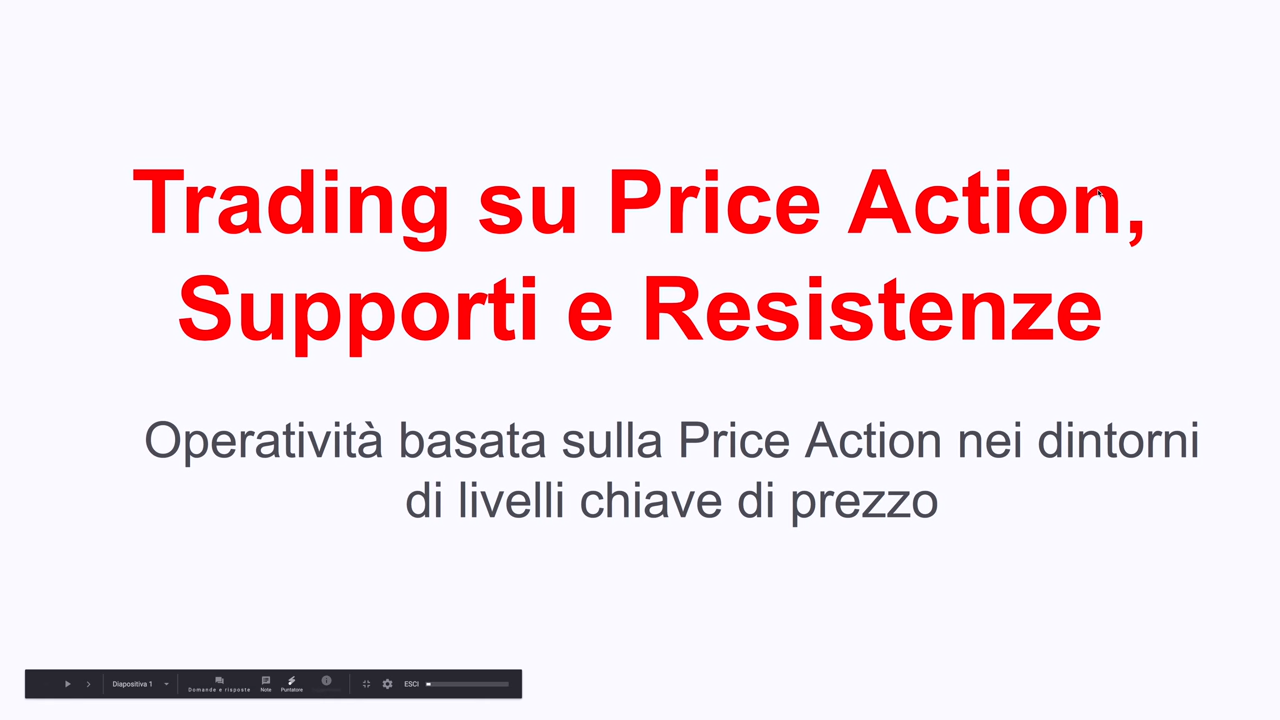 Trading su Price Action,
Supporti e Resistenze
Operatività basata sulla Price Action nei dintorni
di livelli chiave di prezzo
Diapositiva 1
Domande e risposte
Note
Puntatore
ESCI